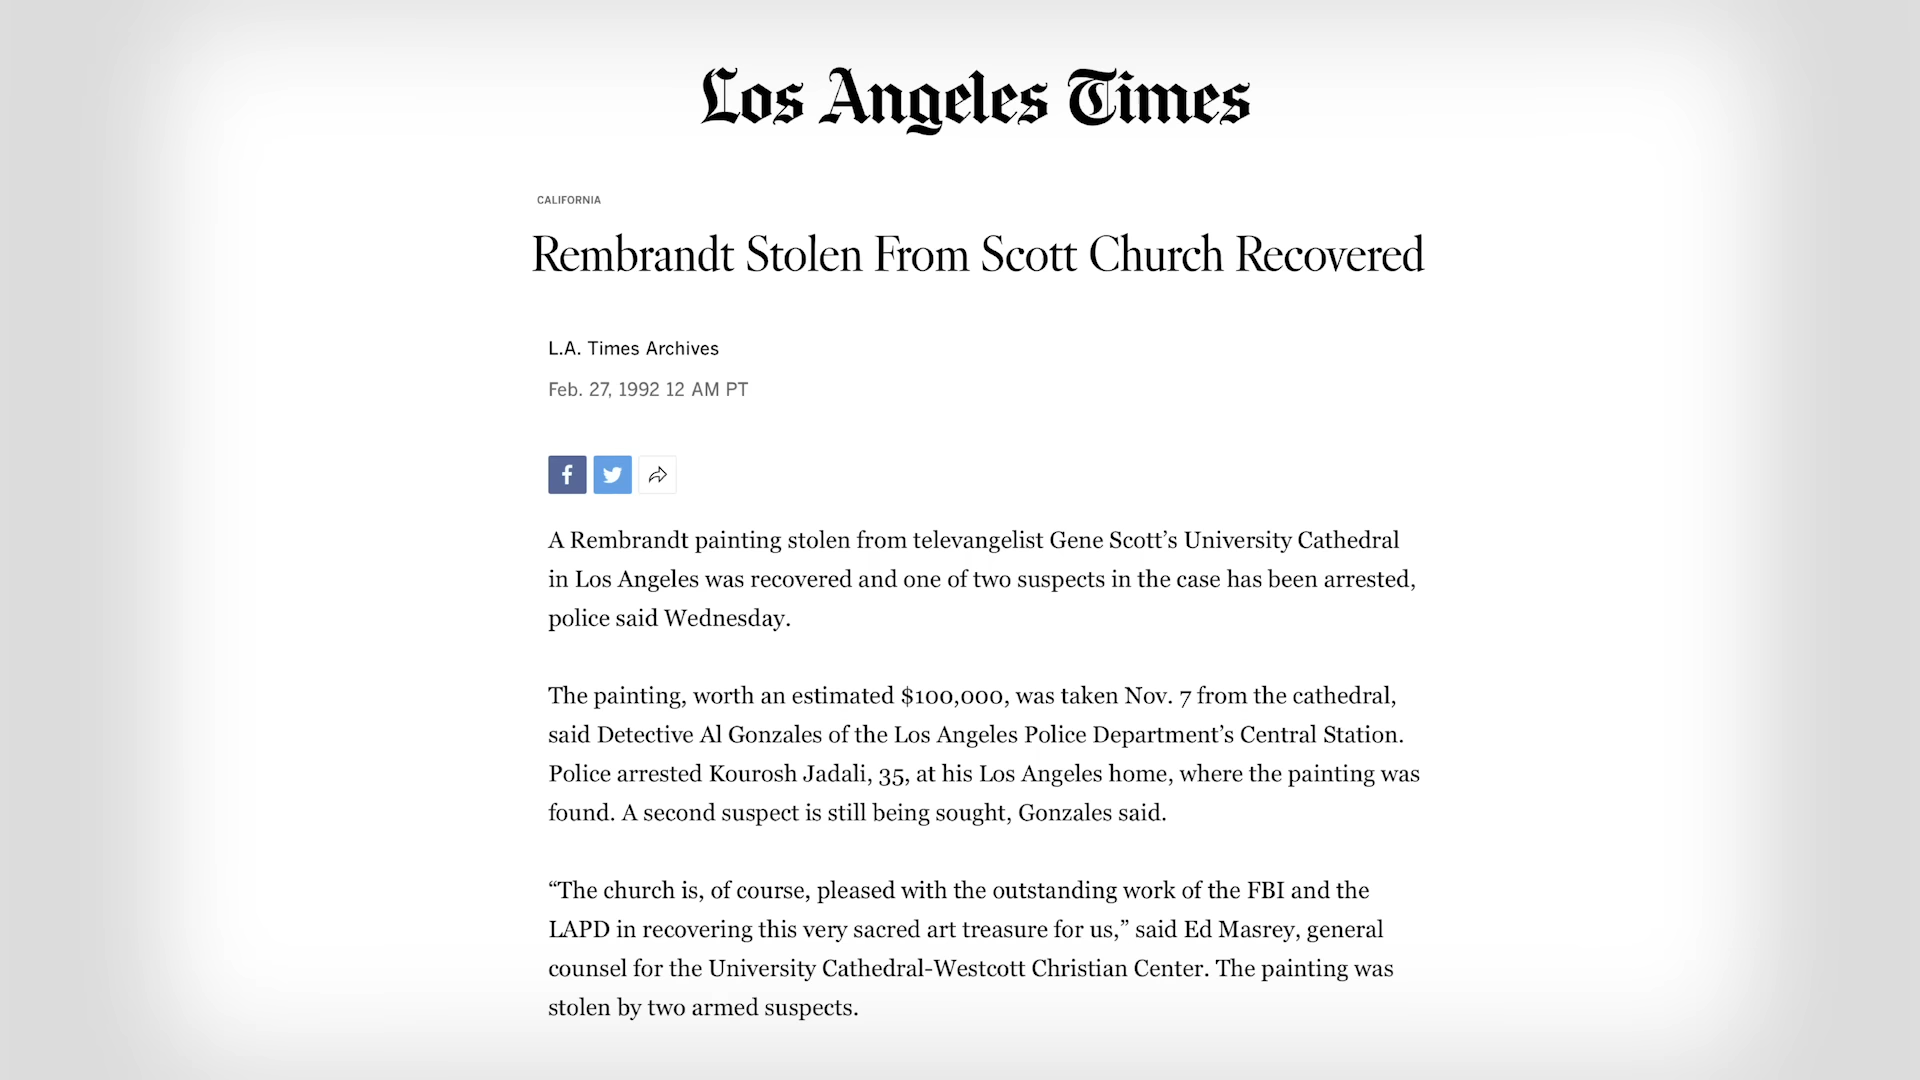 Los Angeles Times
CALIFORNIA
Rembrandt Stolen From Scott Church Recovered
L.A. Times Archives
Feb. 27, 1992 12 AM PT
A Rembrandt painting stolen from televangelist Gene Scott’s University Cathedral
in Los Angeles was recovered and one of two suspects in the case has been arrested,
police said Wednesday.
The painting, worth an estimated $100,000, was taken Nov. 7 from the cathedral,
said Detective Al Gonzales of the Los Angeles Police Department’s Central Station.
Police arrested Kourosh Jadali, 35, at his Los Angeles home, where the painting was
found. A second suspect is still being sought, Gonzales said.
“The church is, of course, pleased with the outstanding work of the FBI and the
LAPD in recovering this very sacred art treasure for us,” said Ed Masrey, general
counsel for the University Cathedral-Westcott Christian Center. The painting was
stolen by two armed suspects.